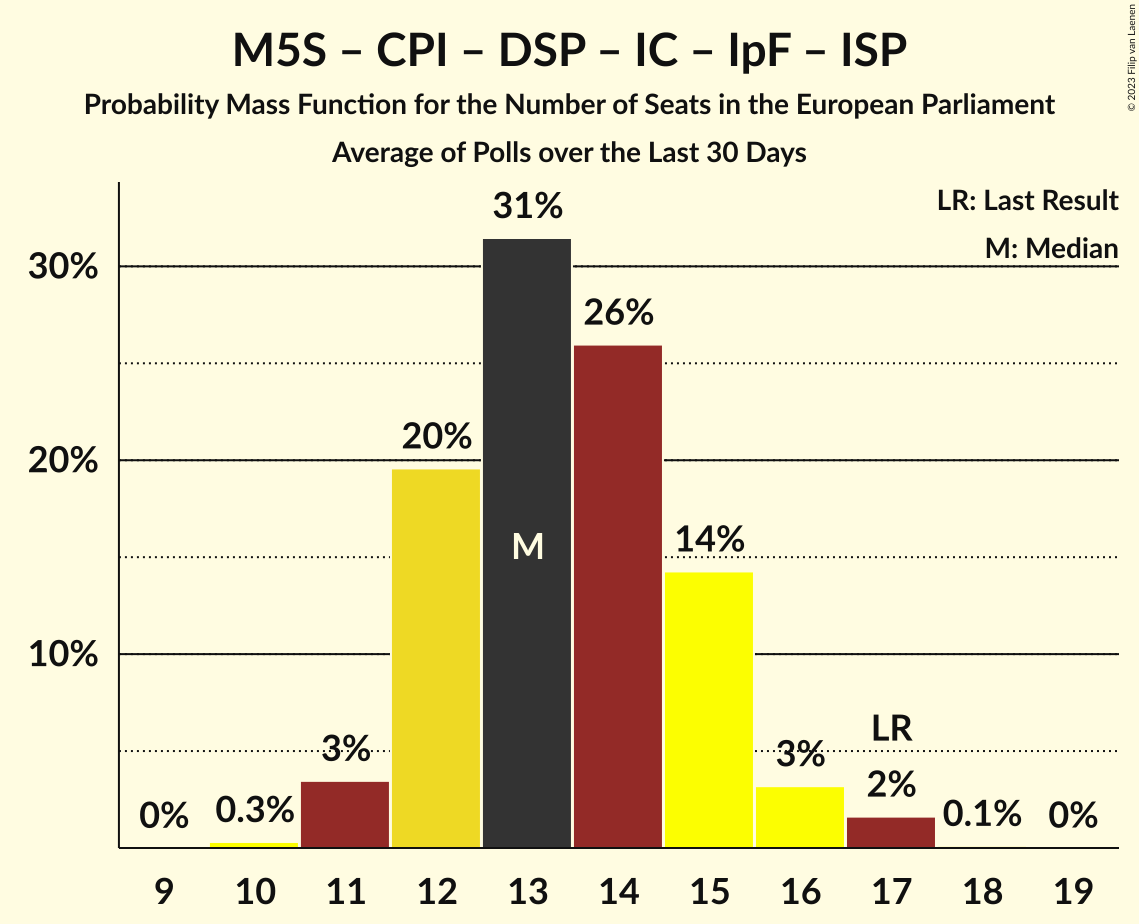 M5S – CPI – DSP – IC – IpF – ISP
Probability Mass Function for the Number of Seats in the European Parliament
Average of Polls over the Last 30 Days
© 2023 Filip van Laenen
LR: Last Result
M: Median
30%
20%
10%
0%
0.3%
3%
20%
31%
M
26%
14%
3%
LR
2%
0.1%
0%
9 10 11 12 13 14 15 16 17 18 19